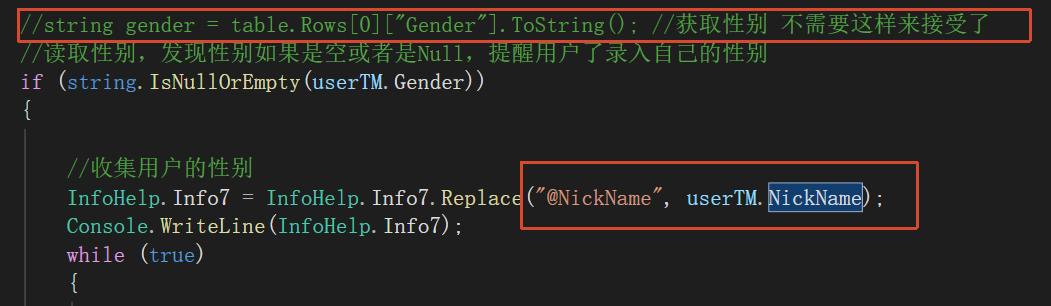 //string gender = table.Rows[0]["Gender"].ToString(); //获取性别 不需要这样来接受了
//读取性别，发现性别如果是空或者是Null，提醒用户了录入自己的性别
if (string.IsNullOrEmpty(userTM.Gender))
{
//收集用户的性别
InfoHelp.Info7 = InfoHelp.Info7.Replace("@NickName", userTM.NickName);
Console.WriteLine(InfoHelp.Info7);
while (true)
{